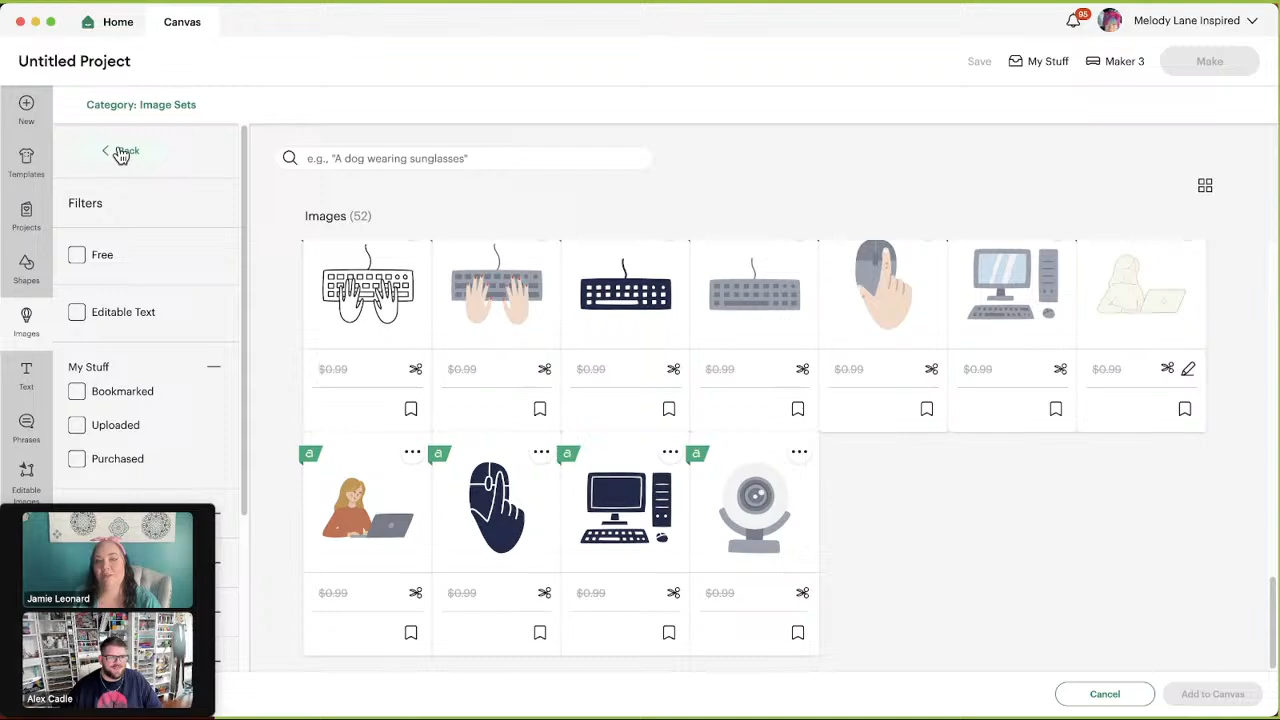 Home
Canvas
95
Melody Lane Inspired
Untitled Project
Save
My Stuff
Maker 3
Make
New
Templates
Projects
Shapes
Images
Text
Phrases
Editable
Images
Category: Image Sets
Back
Filters
Free
Editable Text
My Stuff
Bookmarked
Uploaded
Purchased
e.g., "A dog wearing sunglasses"
Images (52)
$0.99 $0.99 $0.99 $0.99 $0.99 $0.99 $0.99
a a a a
$0.99 $0.99 $0.99 $0.99
Jamie Leonard
Alex Cadle
Cancel
Add to Canvas